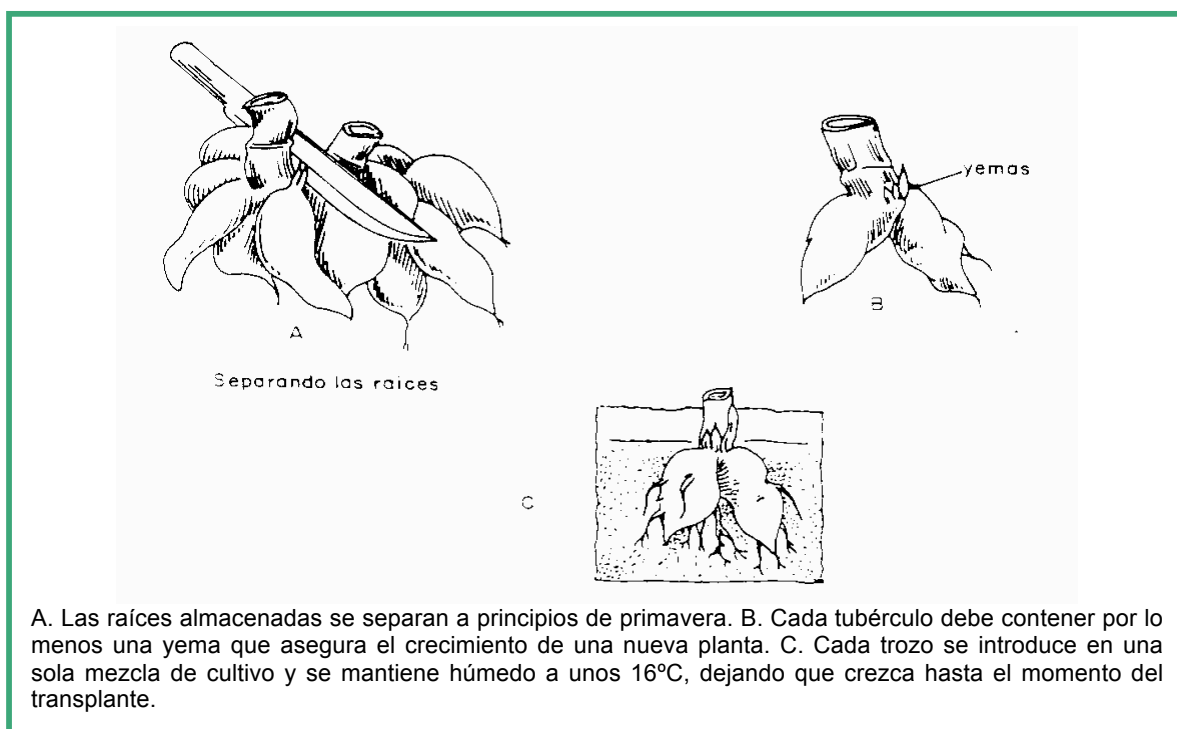 yemas
A
B
Separando las raices
C
A. Las raíces almacenadas se separan a principios de primavera. B. Cada tubérculo debe contener por lo
menos una yema que asegura el crecimiento de una nueva planta. C. Cada trozo se introduce en una
sola mezcla de cultivo y se mantiene húmedo a unos 16ºC, dejando que crezca hasta el momento del
transplante.